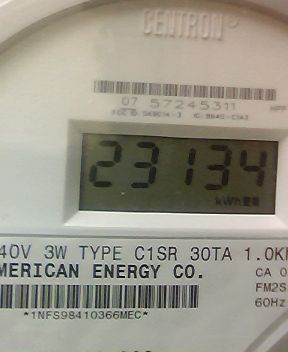 CENTRON
07 57245311
23134
kWh
40V 3W TYPE C1SR 30TA 1.0K
MERICAN ENERGY CO.
CA 0
FM2S
60Hz
*1NFS98410366MEC*